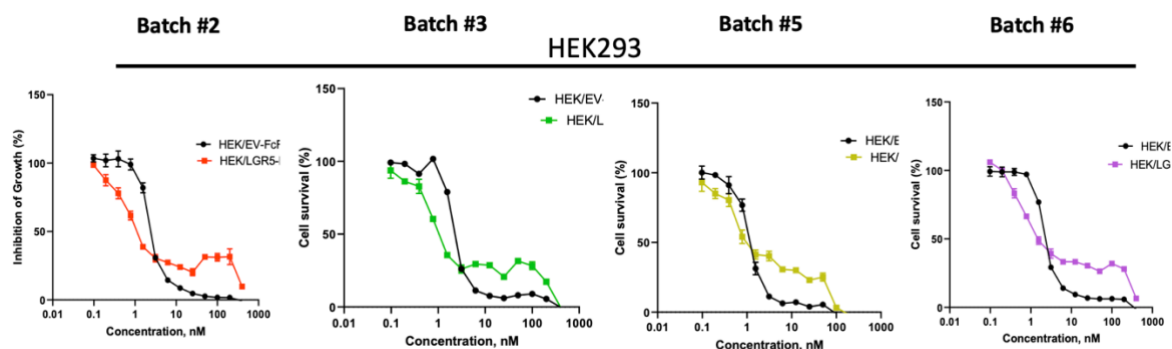 Batch #2
Batch #3
Batch #5
Batch #6
HEK293
Inhibition of Growth (%)
150
100
50
0
0.01 0.1 1 10 100 1000
Concentration, nM
HEK/EV-FcF
HEK/LGR5-
Cell survival (%)
150
100
50
0
0.01 0.1 1 10 100 1000
Concentration, nM
HEK/EV-
HEK/L
Cell survival (%)
150
100
50
0
0.01 0.1 1 10 100 1000
Concentration, nM
HEK/E
HEK/
Cell survival (%)
150
100
50
0
0.01 0.1 1 10 100 1000
Concentration, nM
HEK/E
HEK/LG